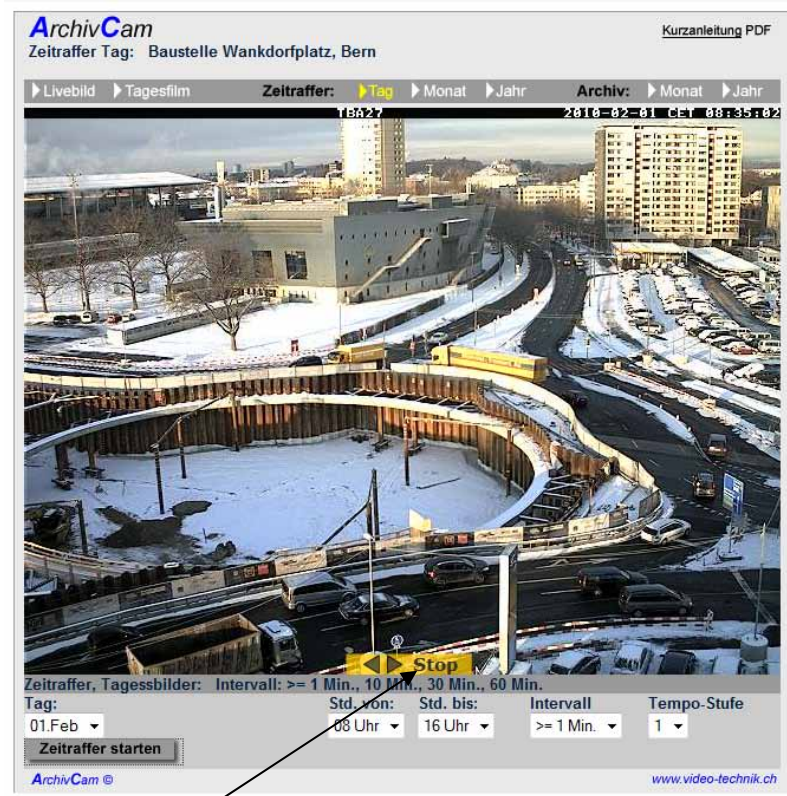 ArchivCam
Kurzanleitung PDF
Zeitraffer Tag: Baustelle Wankdorfplatz, Bern
Livebild Tagesfilm Zeitraffer: Tag Monat Jahr Archiv: Monat Jahr
TBA27 2010-02-01 CET 08:35:02
Stop
Zeitraffer, Tagessbilder: Intervall: >= 1 Min., 10 Min., 30 Min., 60 Min.
Tag: Std. von: Std. bis: Intervall Tempo-Stufe
01.Feb 08 Uhr 16 Uhr >= 1 Min. 1
Zeitraffer starten
ArchivCam © www.video-technik.ch